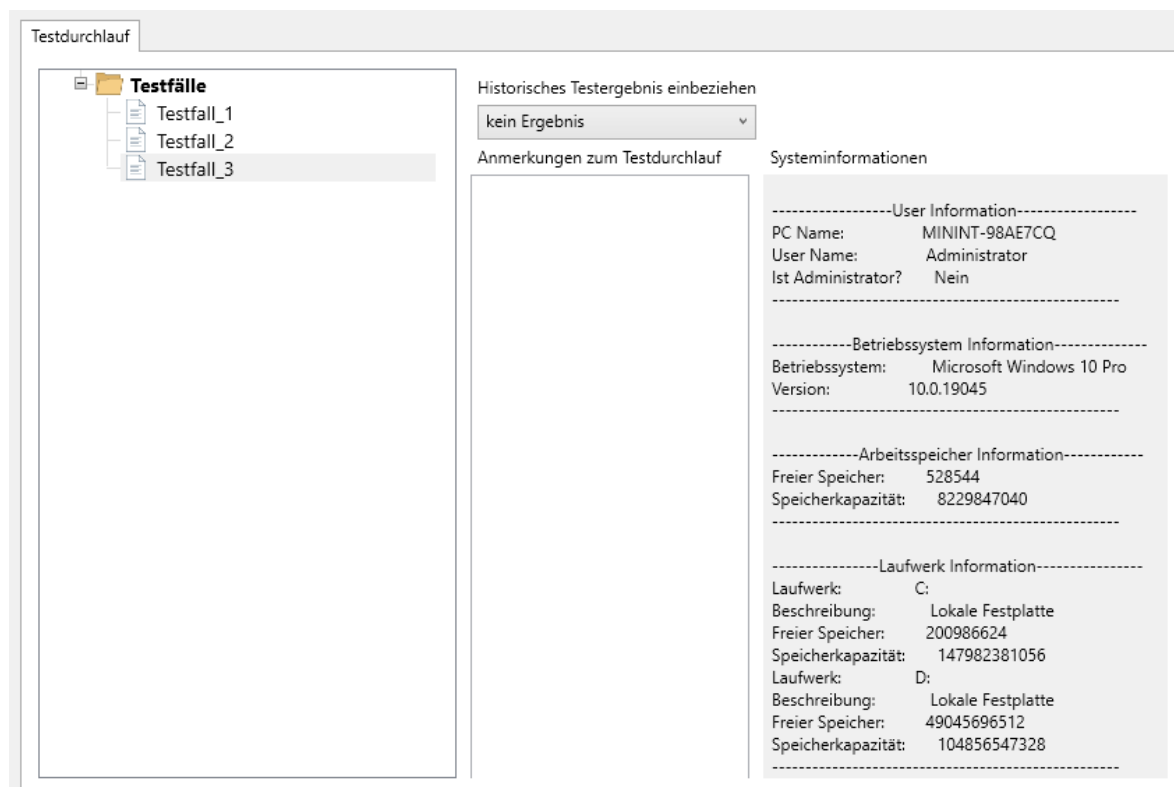 Testdurchlauf
Testfälle
Testfall_1
Testfall_2
Testfall_3
Historisches Testergebnis einbeziehen
kein Ergebnis
Anmerkungen zum Testdurchlauf
Systeminformationen
------------------User Information------------------
PC Name: MININT-98AE7CQ
User Name: Administrator
Ist Administrator? Nein
----------------------------------------------------
------------Betriebssystem Information--------------
Betriebssystem: Microsoft Windows 10 Pro
Version: 10.0.19045
----------------------------------------------------
-------------Arbeitsspeicher Information------------
Freier Speicher: 528544
Speicherkapazität: 8229847040
----------------------------------------------------
----------------Laufwerk Information----------------
Laufwerk: C:
Beschreibung: Lokale Festplatte
Freier Speicher: 200986624
Speicherkapazität: 147982381056
Laufwerk: D:
Beschreibung: Lokale Festplatte
Freier Speicher: 49045696512
Speicherkapazität: 104856547328
----------------------------------------------------